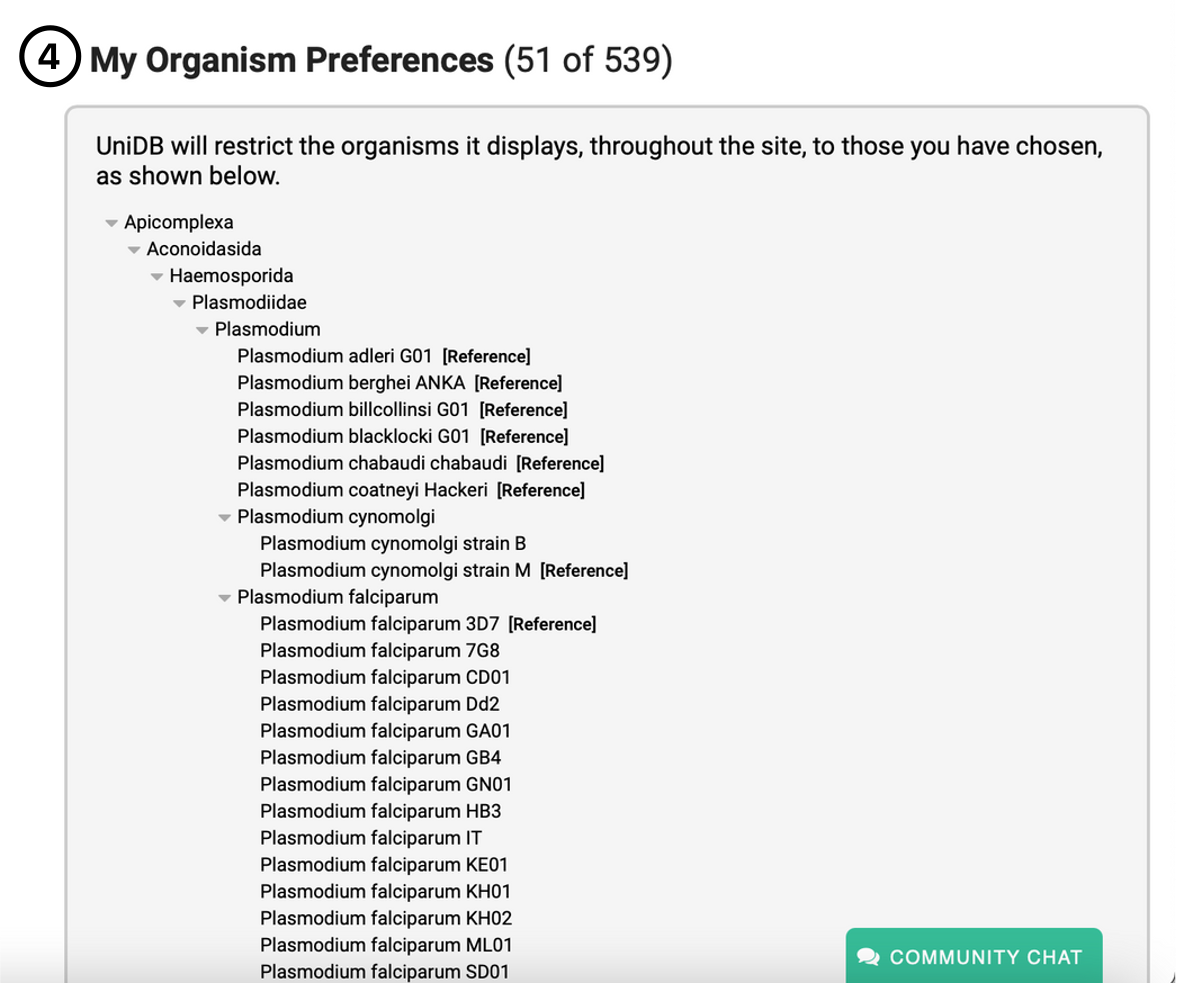 4 My Organism Preferences (51 of 539)
UniDB will restrict the organisms it displays, throughout the site, to those you have chosen,
as shown below.
Apicomplexa
Aconoidasida
Haemosporida
Plasmodiidae
Plasmodium
Plasmodium adleri G01 [Reference]
Plasmodium berghei ANKA [Reference]
Plasmodium billcollinsi G01 [Reference]
Plasmodium blacklocki G01 [Reference]
Plasmodium chabaudi chabaudi [Reference]
Plasmodium coatneyi Hackeri [Reference]
Plasmodium cynomolgi
Plasmodium cynomolgi strain B
Plasmodium cynomolgi strain M [Reference]
Plasmodium falciparum
Plasmodium falciparum 3D7 [Reference]
Plasmodium falciparum 7G8
Plasmodium falciparum CD01
Plasmodium falciparum Dd2
Plasmodium falciparum GA01
Plasmodium falciparum GB4
Plasmodium falciparum GN01
Plasmodium falciparum HB3
Plasmodium falciparum IT
Plasmodium falciparum KE01
Plasmodium falciparum KH01
Plasmodium falciparum KH02
Plasmodium falciparum ML01
Plasmodium falciparum SD01
COMMUNITY CHAT